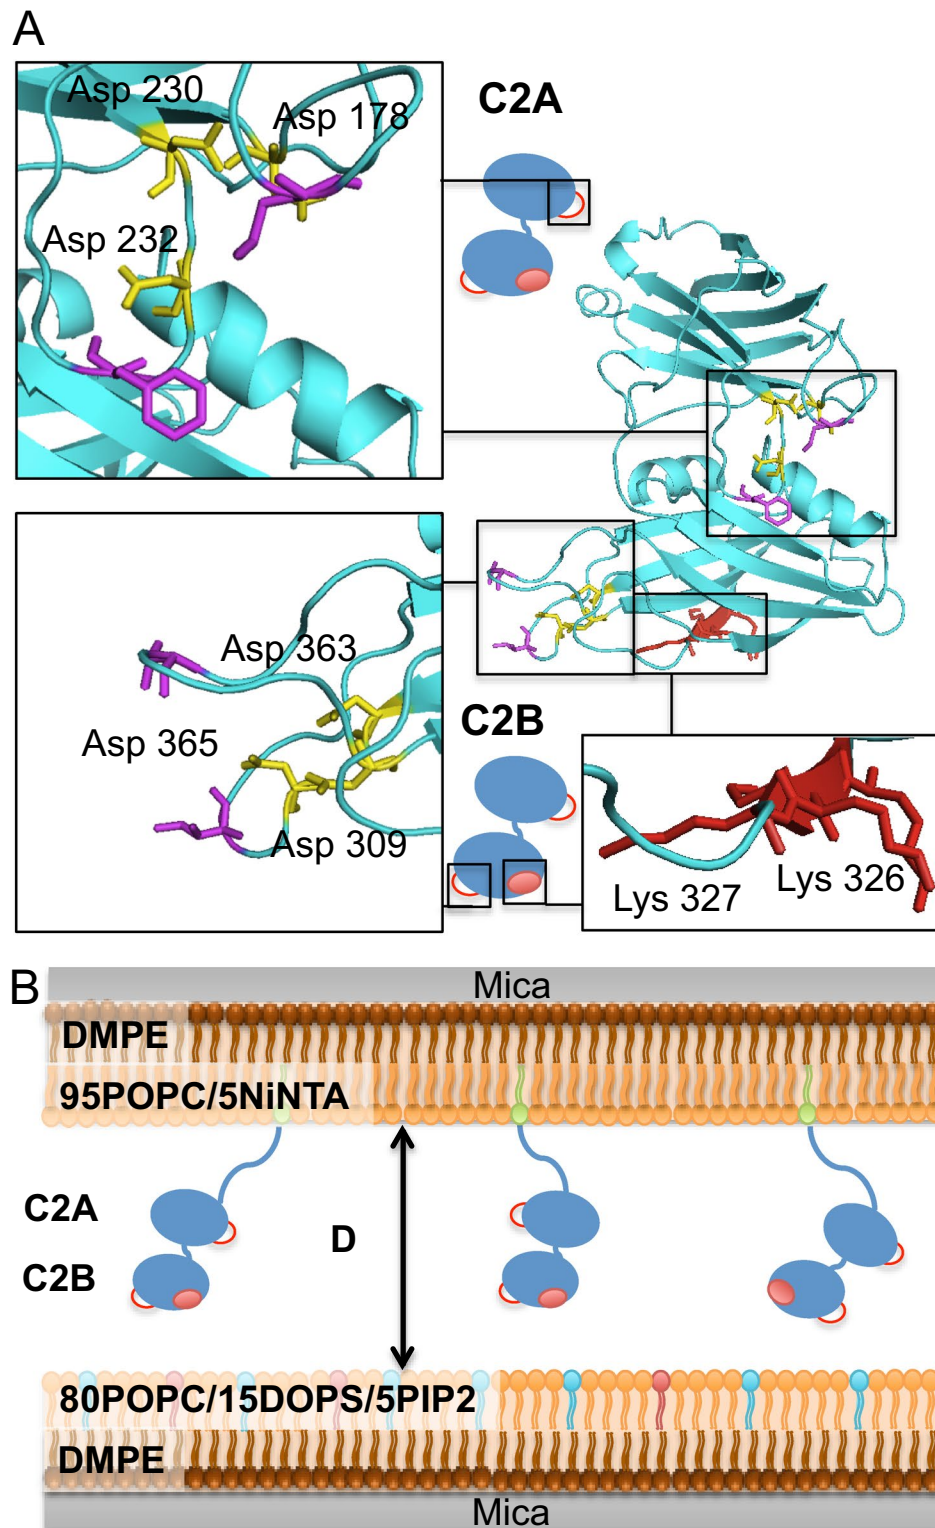 A
Asp 230
Asp 178
Asp 232
C2A
Asp 363
Asp 365
Asp 309
C2B
Lys 327
Lys 326
B
Mica
DMPE
95POPC/5NiNTA
C2A
D
C2B
80POPC/15DOPS/5PIP2
DMPE
Mica